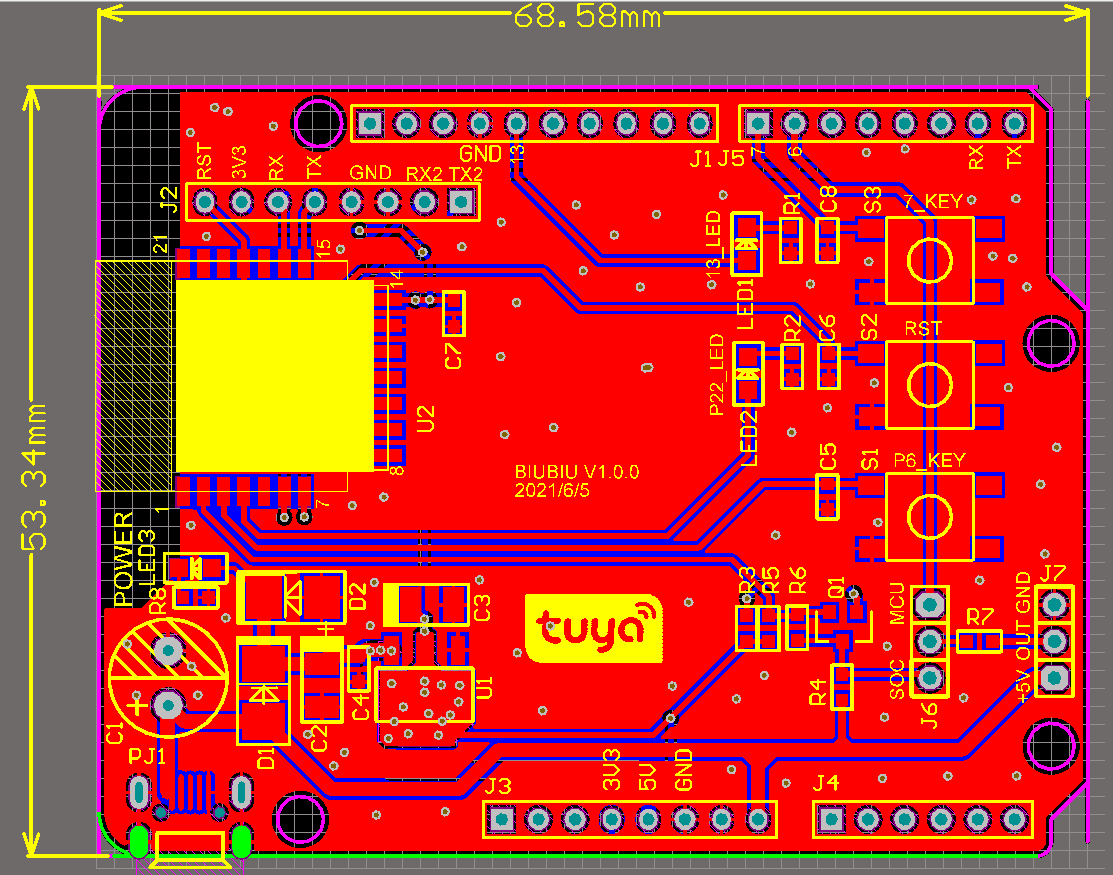 68.58mm
53.34mm
GND 13
J1 J5
7 6
RX TX
J2
RST 3V3 RX TX GND RX2 TX2
21 15
14
8
1 7
C7
U2
13_LED
LED1
R1 C8 S3
7_KEY
R2 C6 S2
RST
P22_LED
LED2
C5 S1
P6_KEY
BIUBIU V1.0.0
2021/6/5
POWER
LED3
R8
D2
C3
+
C1
+
PJ1
D1
C2
C4
U1
tuya
R3 R5 R6 Q1
R4
MCU
SOC
J6
R7
J7
GND
OUT
+5V
J3
3V3 5V GND
J4